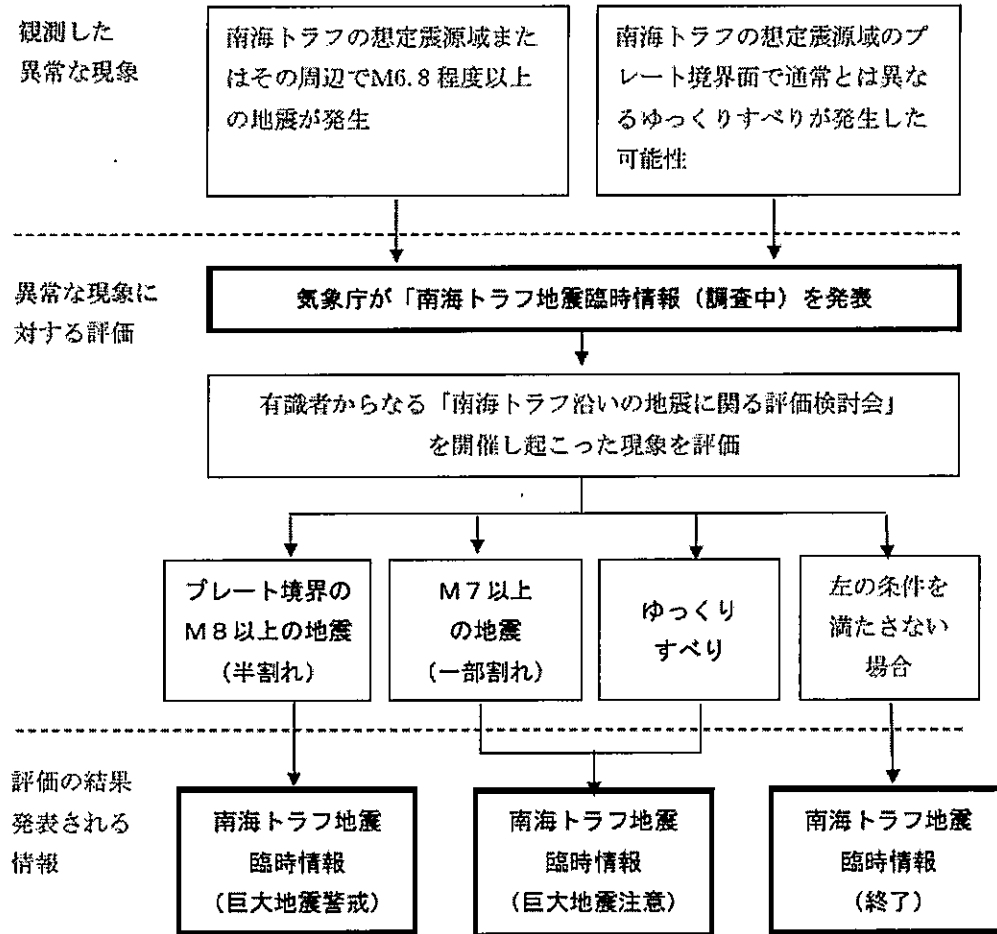 観測した
異常な現象
南海トラフの想定震源域また
はその周辺でM6.8程度以上
の地震が発生
南海トラフの想定震源域のプ
レート境界面で通常とは異な
るゆっくりすべりが発生した
可能性
異常な現象に
対する評価
気象庁が「南海トラフ地震臨時情報（調査中）を発表
有識者からなる「南海トラフ沿いの地震に関る評価検討会」
を開催し起こった現象を評価
プレート境界の
M8以上の地震
（半割れ）
M7以上
の地震
（一部割れ）
ゆっくり
すべり
左の条件を
満たさない
場合
評価の結果
発表される
情報
南海トラフ地震
臨時情報
（巨大地震警戒）
南海トラフ地震
臨時情報
（巨大地震注意）
南海トラフ地震
臨時情報
（終了）